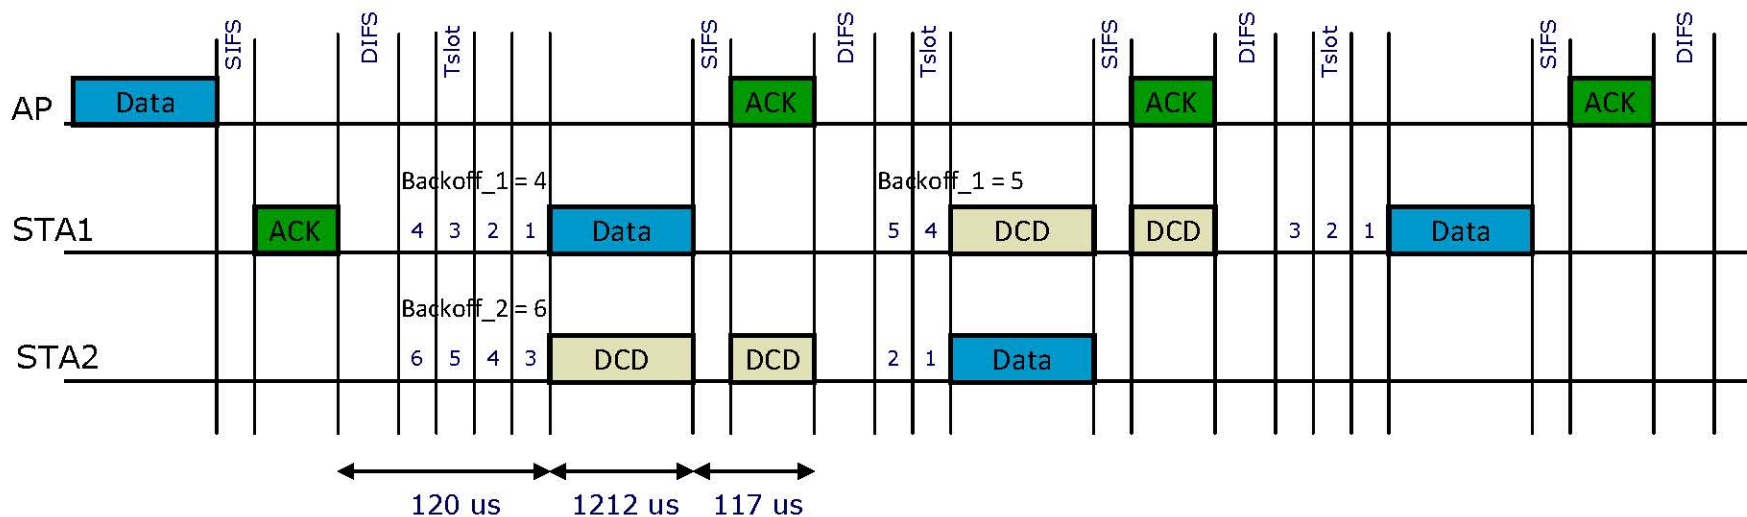 SIFS DIFS Tslot SIFS DIFS Tslot SIFS DIFS Tslot SIFS DIFS
AP Data ACK ACK ACK
Backoff_1 = 4 Backoff_1 = 5
STA1 ACK 4 3 2 1 Data 5 4 DCD DCD 3 2 1 Data
Backoff_2 = 6
STA2 6 5 4 3 DCD DCD 2 1 Data
120 us 1212 us 117 us